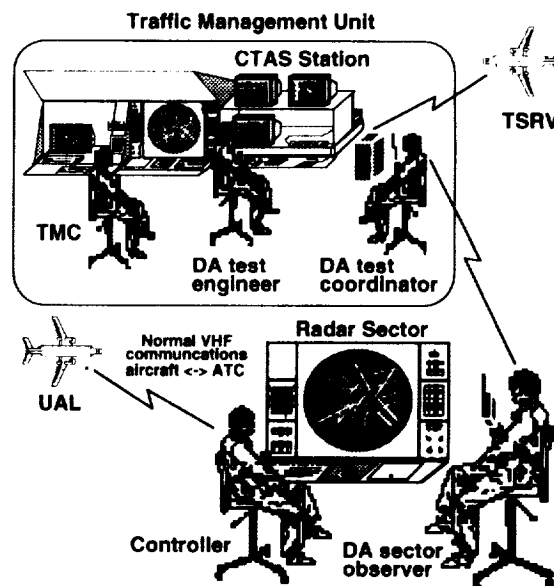 Traffic Management Unit
CTAS Station
TSRV
TMC
DA test
engineer
DA test
coordinator
Radar Sector
Normal VHF
communcations
aircraft <-> ATC
UAL
Controller
DA sector
observer